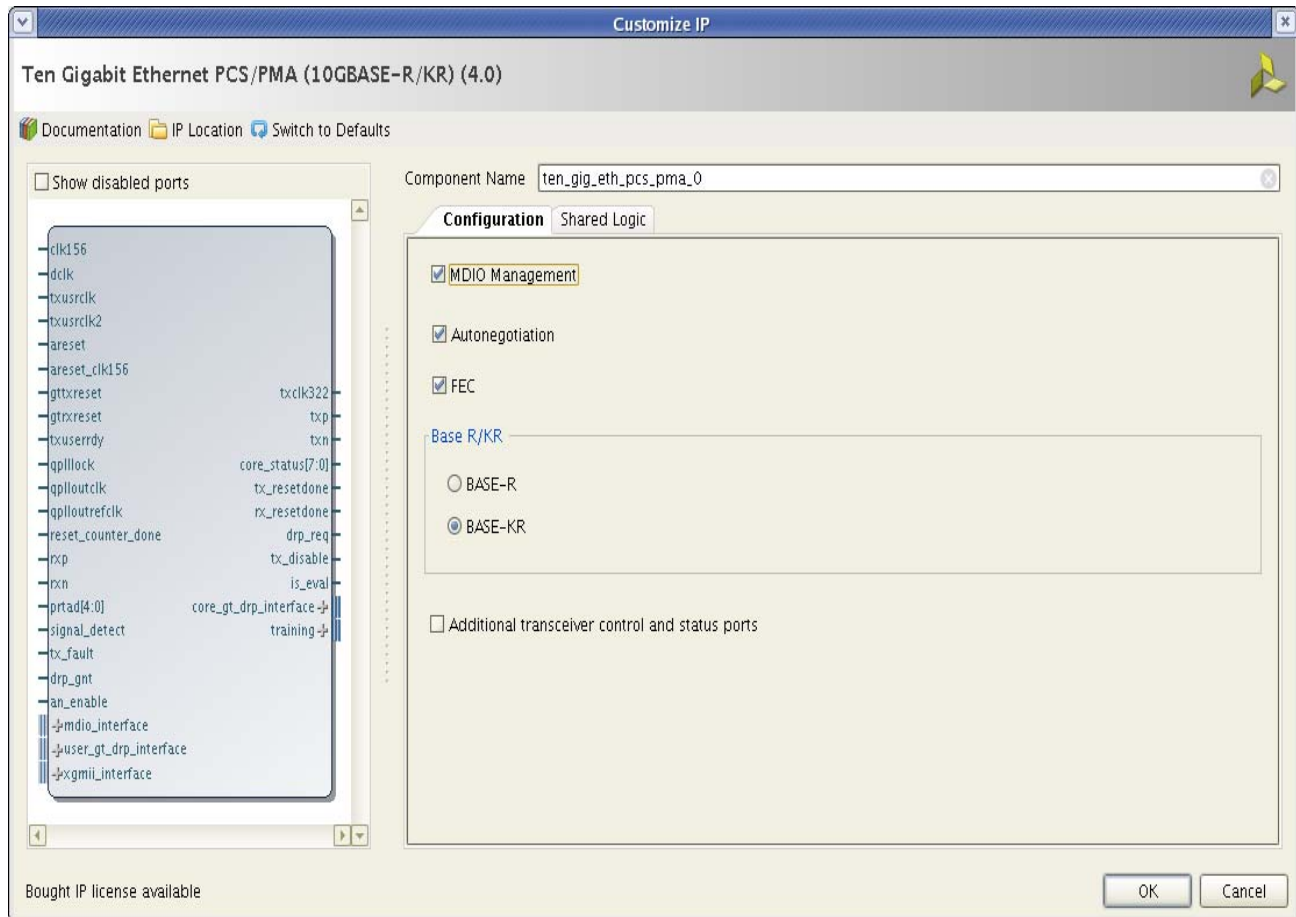 Customize IP
Ten Gigabit Ethernet PCS/PMA (10GBASE-R/KR) (4.0)
Documentation IP Location Switch to Defaults
Show disabled ports
clk156
dclk
txusrclk
txusrclk2
areset
areset_clk156
gttxreset
gtrxreset
txuserrdy
qplllock
qplloutclk
qplloutrefclk
reset_counter_done
rxp
rxn
prtad[4:0]
signal_detect
tx_fault
drp_gnt
an_enable
mdio_interface
user_gt_drp_interface
xgmii_interface
txclk322
txp
txn
core_status[7:0]
tx_resetdone
rx_resetdone
drp_req
tx_disable
is_eval
core_gt_drp_interface
training
Component Name ten_gig_eth_pcs_pma_0
Configuration Shared Logic
MDIO Management
Autonegotiation
FEC
Base R/KR
BASE-R
BASE-KR
Additional transceiver control and status ports
Bought IP license available
OK Cancel